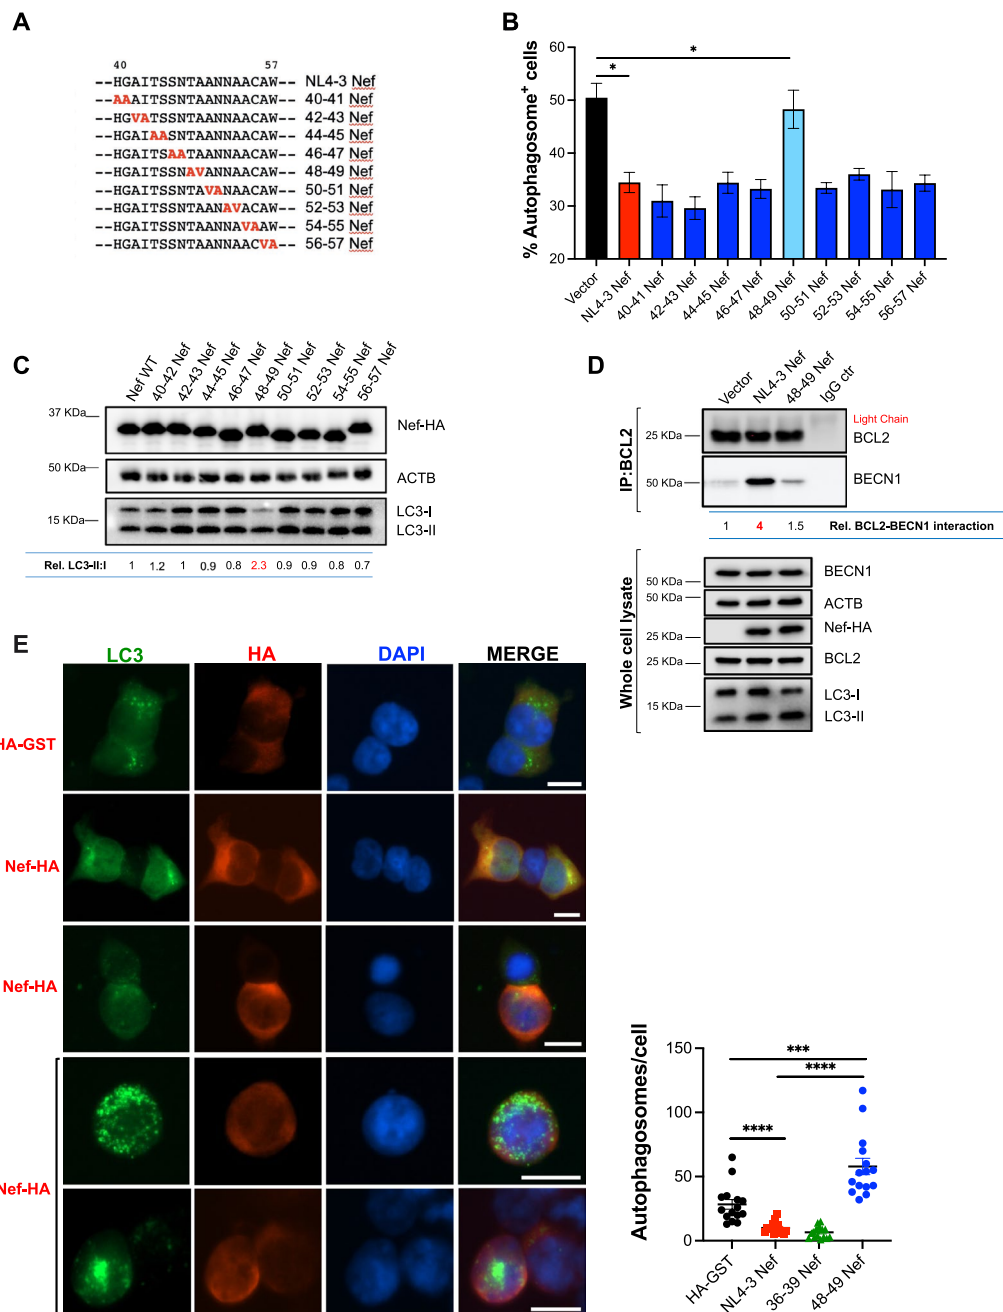 A
40 57
--HGAITSSNTAANNAACAW-- NL4-3 Nef
--AAAITSSNTAANNAACAW-- 40-41 Nef
--HGVATSSNTAANNAACAW-- 42-43 Nef
--HGAIAASNTAANNAACAW-- 44-45 Nef
--HGAITSAATAANNAACAW-- 46-47 Nef
--HGAITSSNAVANNAACAW-- 48-49 Nef
--HGAITSSNTAVANAACAW-- 50-51 Nef
--HGAITSSNTAANAVACAW-- 52-53 Nef
--HGAITSSNTAANNAVAAW-- 54-55 Nef
--HGAITSSNTAANNAACVA-- 56-57 Nef
B
% Autophagosome+ cells
60
50
40
30
20
*
*
Vector
NL4-3 Nef
40-41 Nef
42-43 Nef
44-45 Nef
46-47 Nef
48-49 Nef
50-51 Nef
52-53 Nef
54-55 Nef
56-57 Nef
C
Nef WT
40-42 Nef
42-43 Nef
44-45 Nef
46-47 Nef
48-49 Nef
50-51 Nef
52-53 Nef
54-55 Nef
56-57 Nef
37 KDa
Nef-HA
50 KDa
ACTB
15 KDa
LC3-I
LC3-II
Rel. LC3-II:I 1 1.2 1 0.9 0.8 2.3 0.9 0.9 0.8 0.7
D
Vector
NL4-3 Nef
48-49 Nef
IgG ctr
IP:BCL2
Light Chain
25 KDa
BCL2
50 KDa
BECN1
1 4 1.5 Rel. BCL2-BECN1 interaction
Whole cell lysate
BECN1
50 KDa
50 KDa
ACTB
Nef-HA
25 KDa
BCL2
25 KDa
LC3-I
15 KDa
LC3-II
E
LC3 HA DAPI MERGE
HA-GST
Nef-HA
Nef-HA
Nef-HA
Autophagosomes/cell
150
100
50
0
***
****
****
HA-GST
NL4-3 Nef
36-39 Nef
48-49 Nef